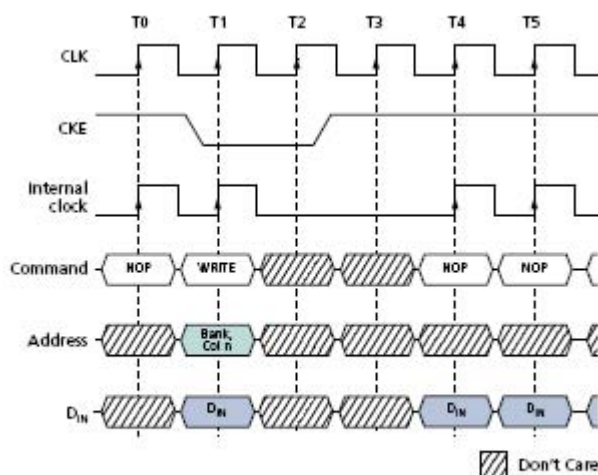 T0 T1 T2 T3 T4 T5
CLK
CKE
Internal
clock
Command NOP WRITE NOP NOP
Address Bank,
Col n
DIN DIN DIN DIN
Don't Care